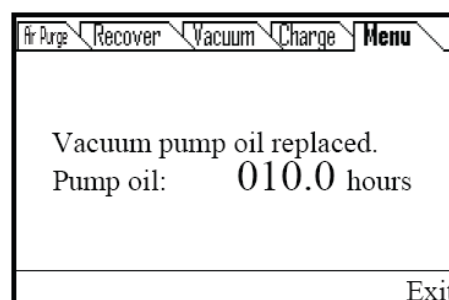 Air Purge Recover Vacuum Charge Menu
Vacuum pump oil replaced.
Pump oil: 010.0 hours
Exit